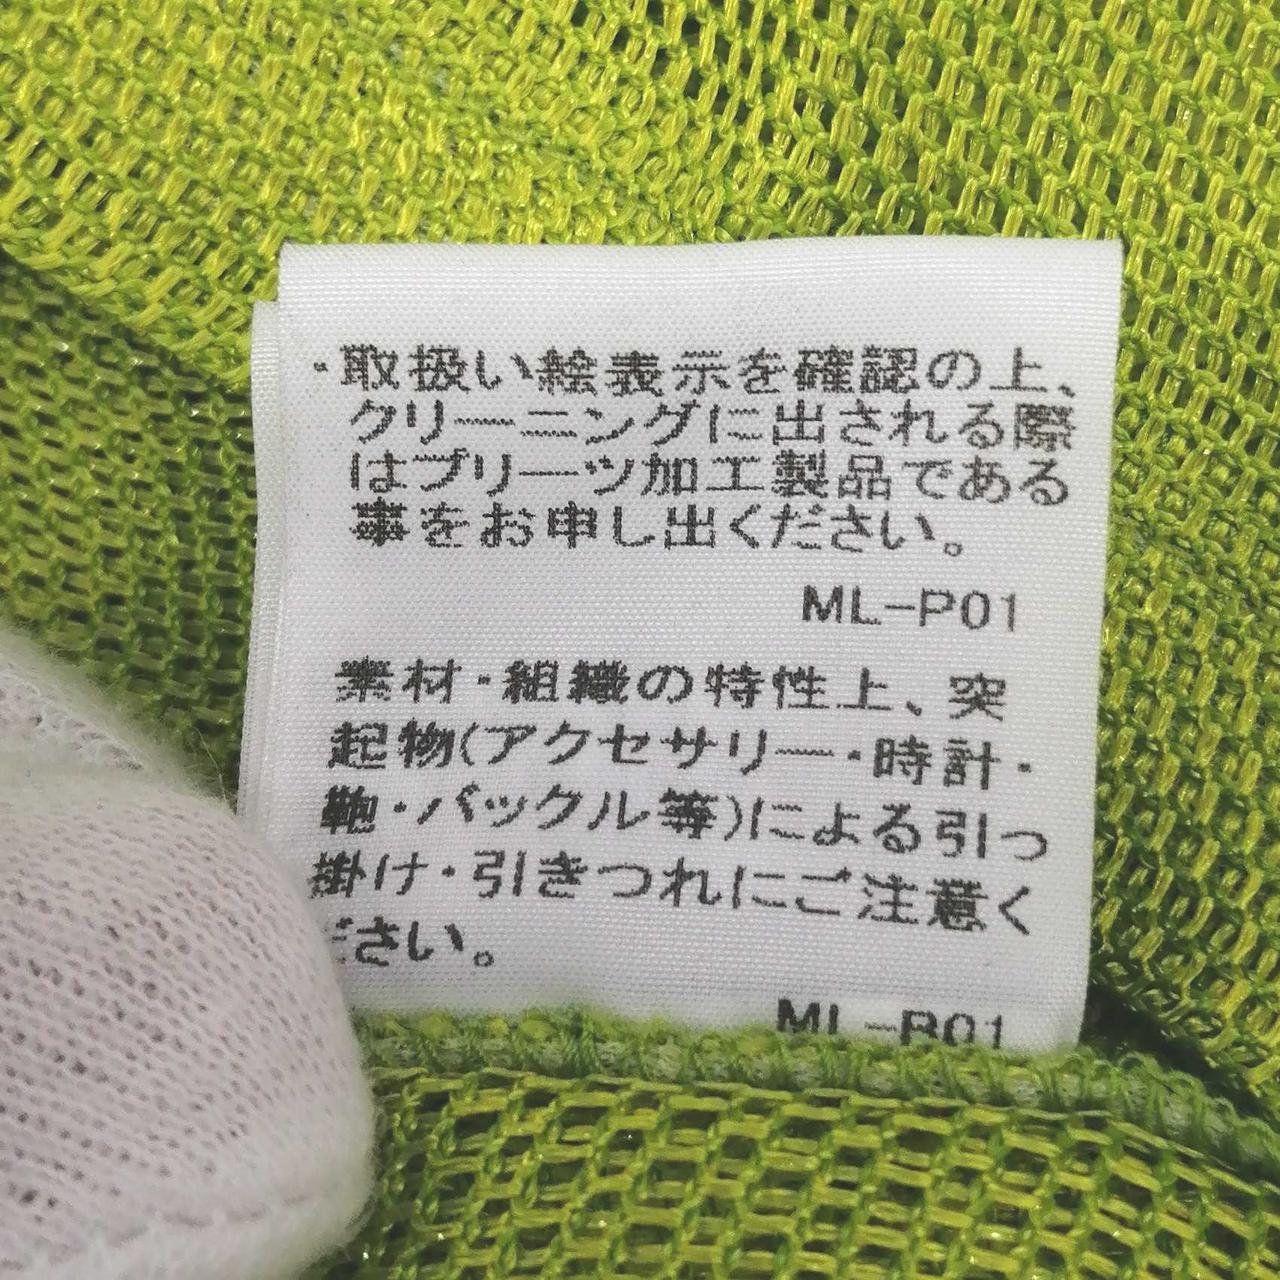 ・取扱い絵表示を確認の上、
クリーニングに出される際
はプリーツ加工製品である
事をお申し出ください。
ML-P01
素材・組織の特性上、突
起物(アクセサリー・時計・
鞄・バックル等)による引っ
掛け・引きつれにご注意く
ださい。
ML-R01